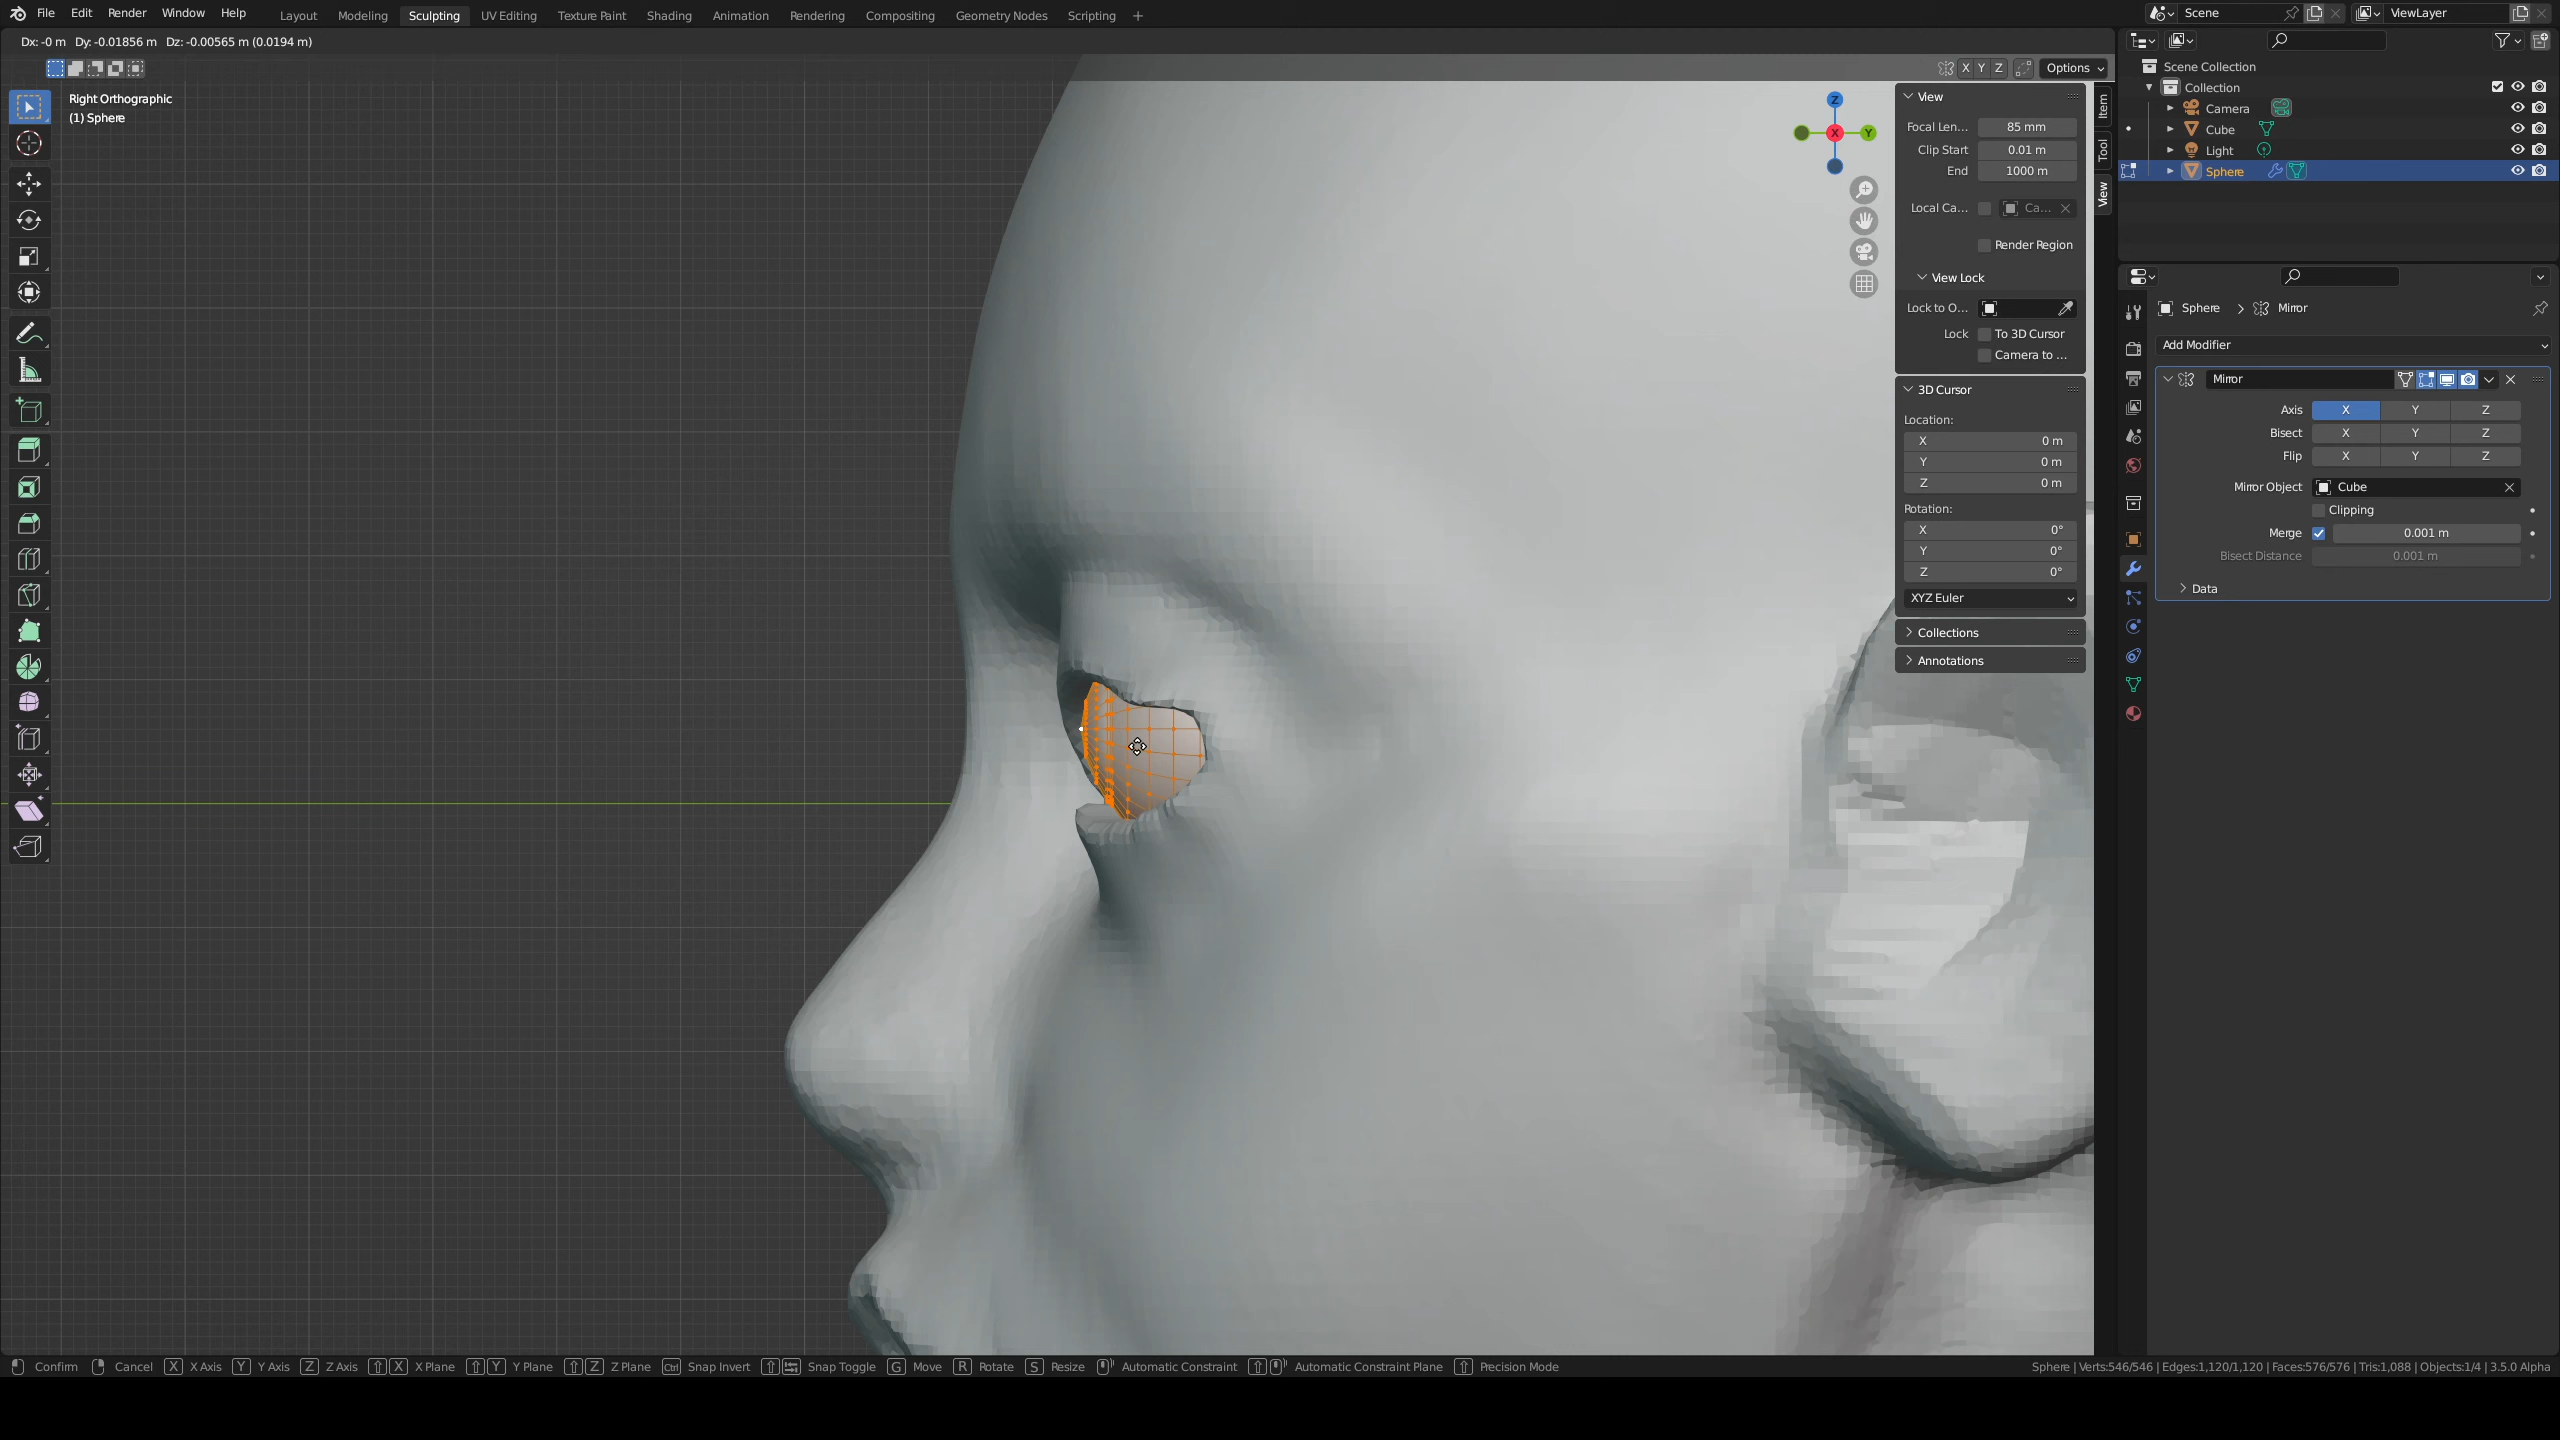 File Edit Render Window Help Layout Modeling Sculpting UV Editing Texture Paint Shading Animation Rendering Compositing Geometry Nodes Scripting + Scene ViewLayer
Dx: -0 m Dy: -0.01856 m Dz: -0.00565 m (0.0194 m)
X Y Z Options
Right Orthographic
(1) Sphere
Z
X
Y
Item
Tool
View
View
Focal Len... 85 mm
Clip Start 0.01 m
End 1000 m
Local Ca... Ca...
Render Region
View Lock
Lock to O...
Lock To 3D Cursor
Camera to ...
3D Cursor
Location:
X 0 m
Y 0 m
Z 0 m
Rotation:
X 0°
Y 0°
Z 0°
XYZ Euler
Collections
Annotations
Scene Collection
Collection
Camera
Cube
Light
Sphere
Sphere > Mirror
Add Modifier
Mirror
Axis X Y Z
Bisect X Y Z
Flip X Y Z
Mirror Object Cube
Clipping
Merge 0.001 m
Bisect Distance 0.001 m
Data
Confirm Cancel X X Axis Y Y Axis Z Z Axis X X Plane Y Y Plane Z Z Plane Ctrl Snap Invert Snap Toggle G Move R Rotate S Resize Automatic Constraint Automatic Constraint Plane Precision Mode Sphere | Verts:546/546 | Edges:1,120/1,120 | Faces:576/576 | Tris:1,088 | Objects:1/4 | 3.5.0 Alpha